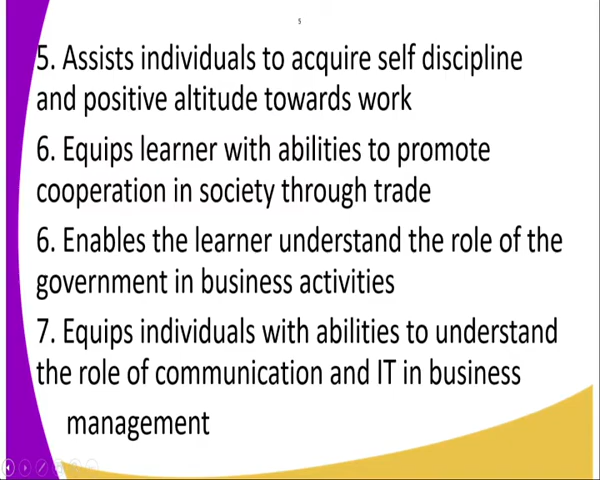 5
5. Assists individuals to acquire self discipline
and positive altitude towards work
6. Equips learner with abilities to promote
cooperation in society through trade
6. Enables the learner understand the role of the
government in business activities
7. Equips individuals with abilities to understand
the role of communication and IT in business
management